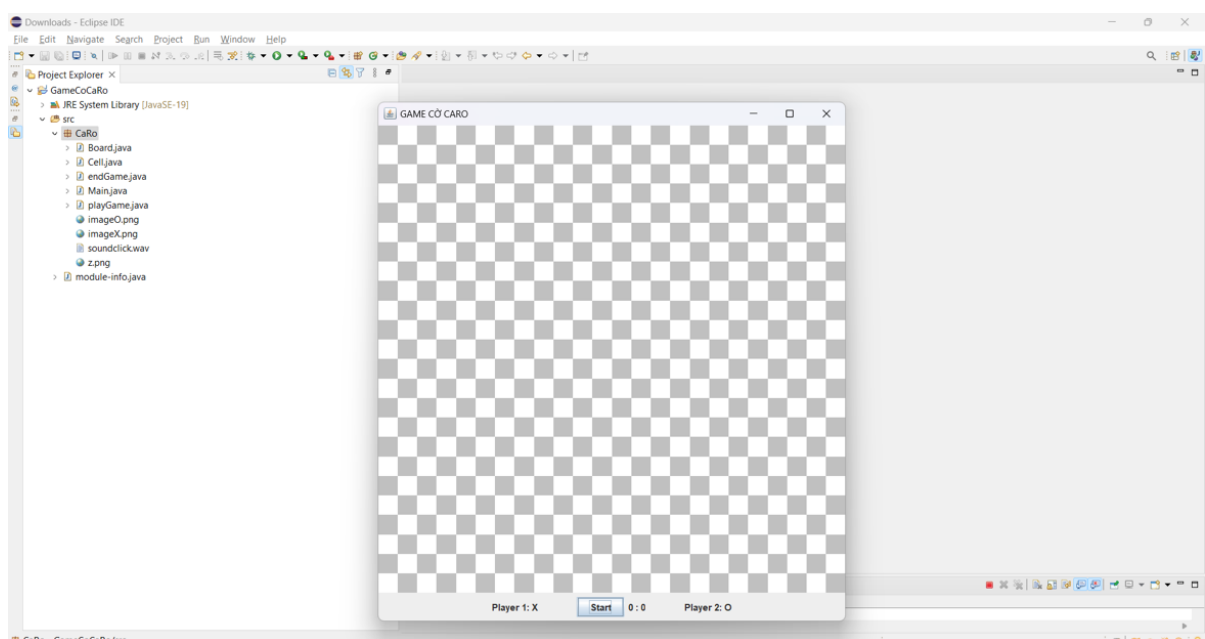 Downloads - Eclipse IDE
File Edit Navigate Search Project Run Window Help
Project Explorer
GameCoCaRo
JRE System Library [JavaSE-19]
src
CaRo
Board.java
Cell.java
endGame.java
Main.java
playGame.java
imageO.png
imageX.png
soundclick.wav
z.png
module-info.java
GAME CỜ CARO
Player 1: X Start 0 : 0 Player 2: O